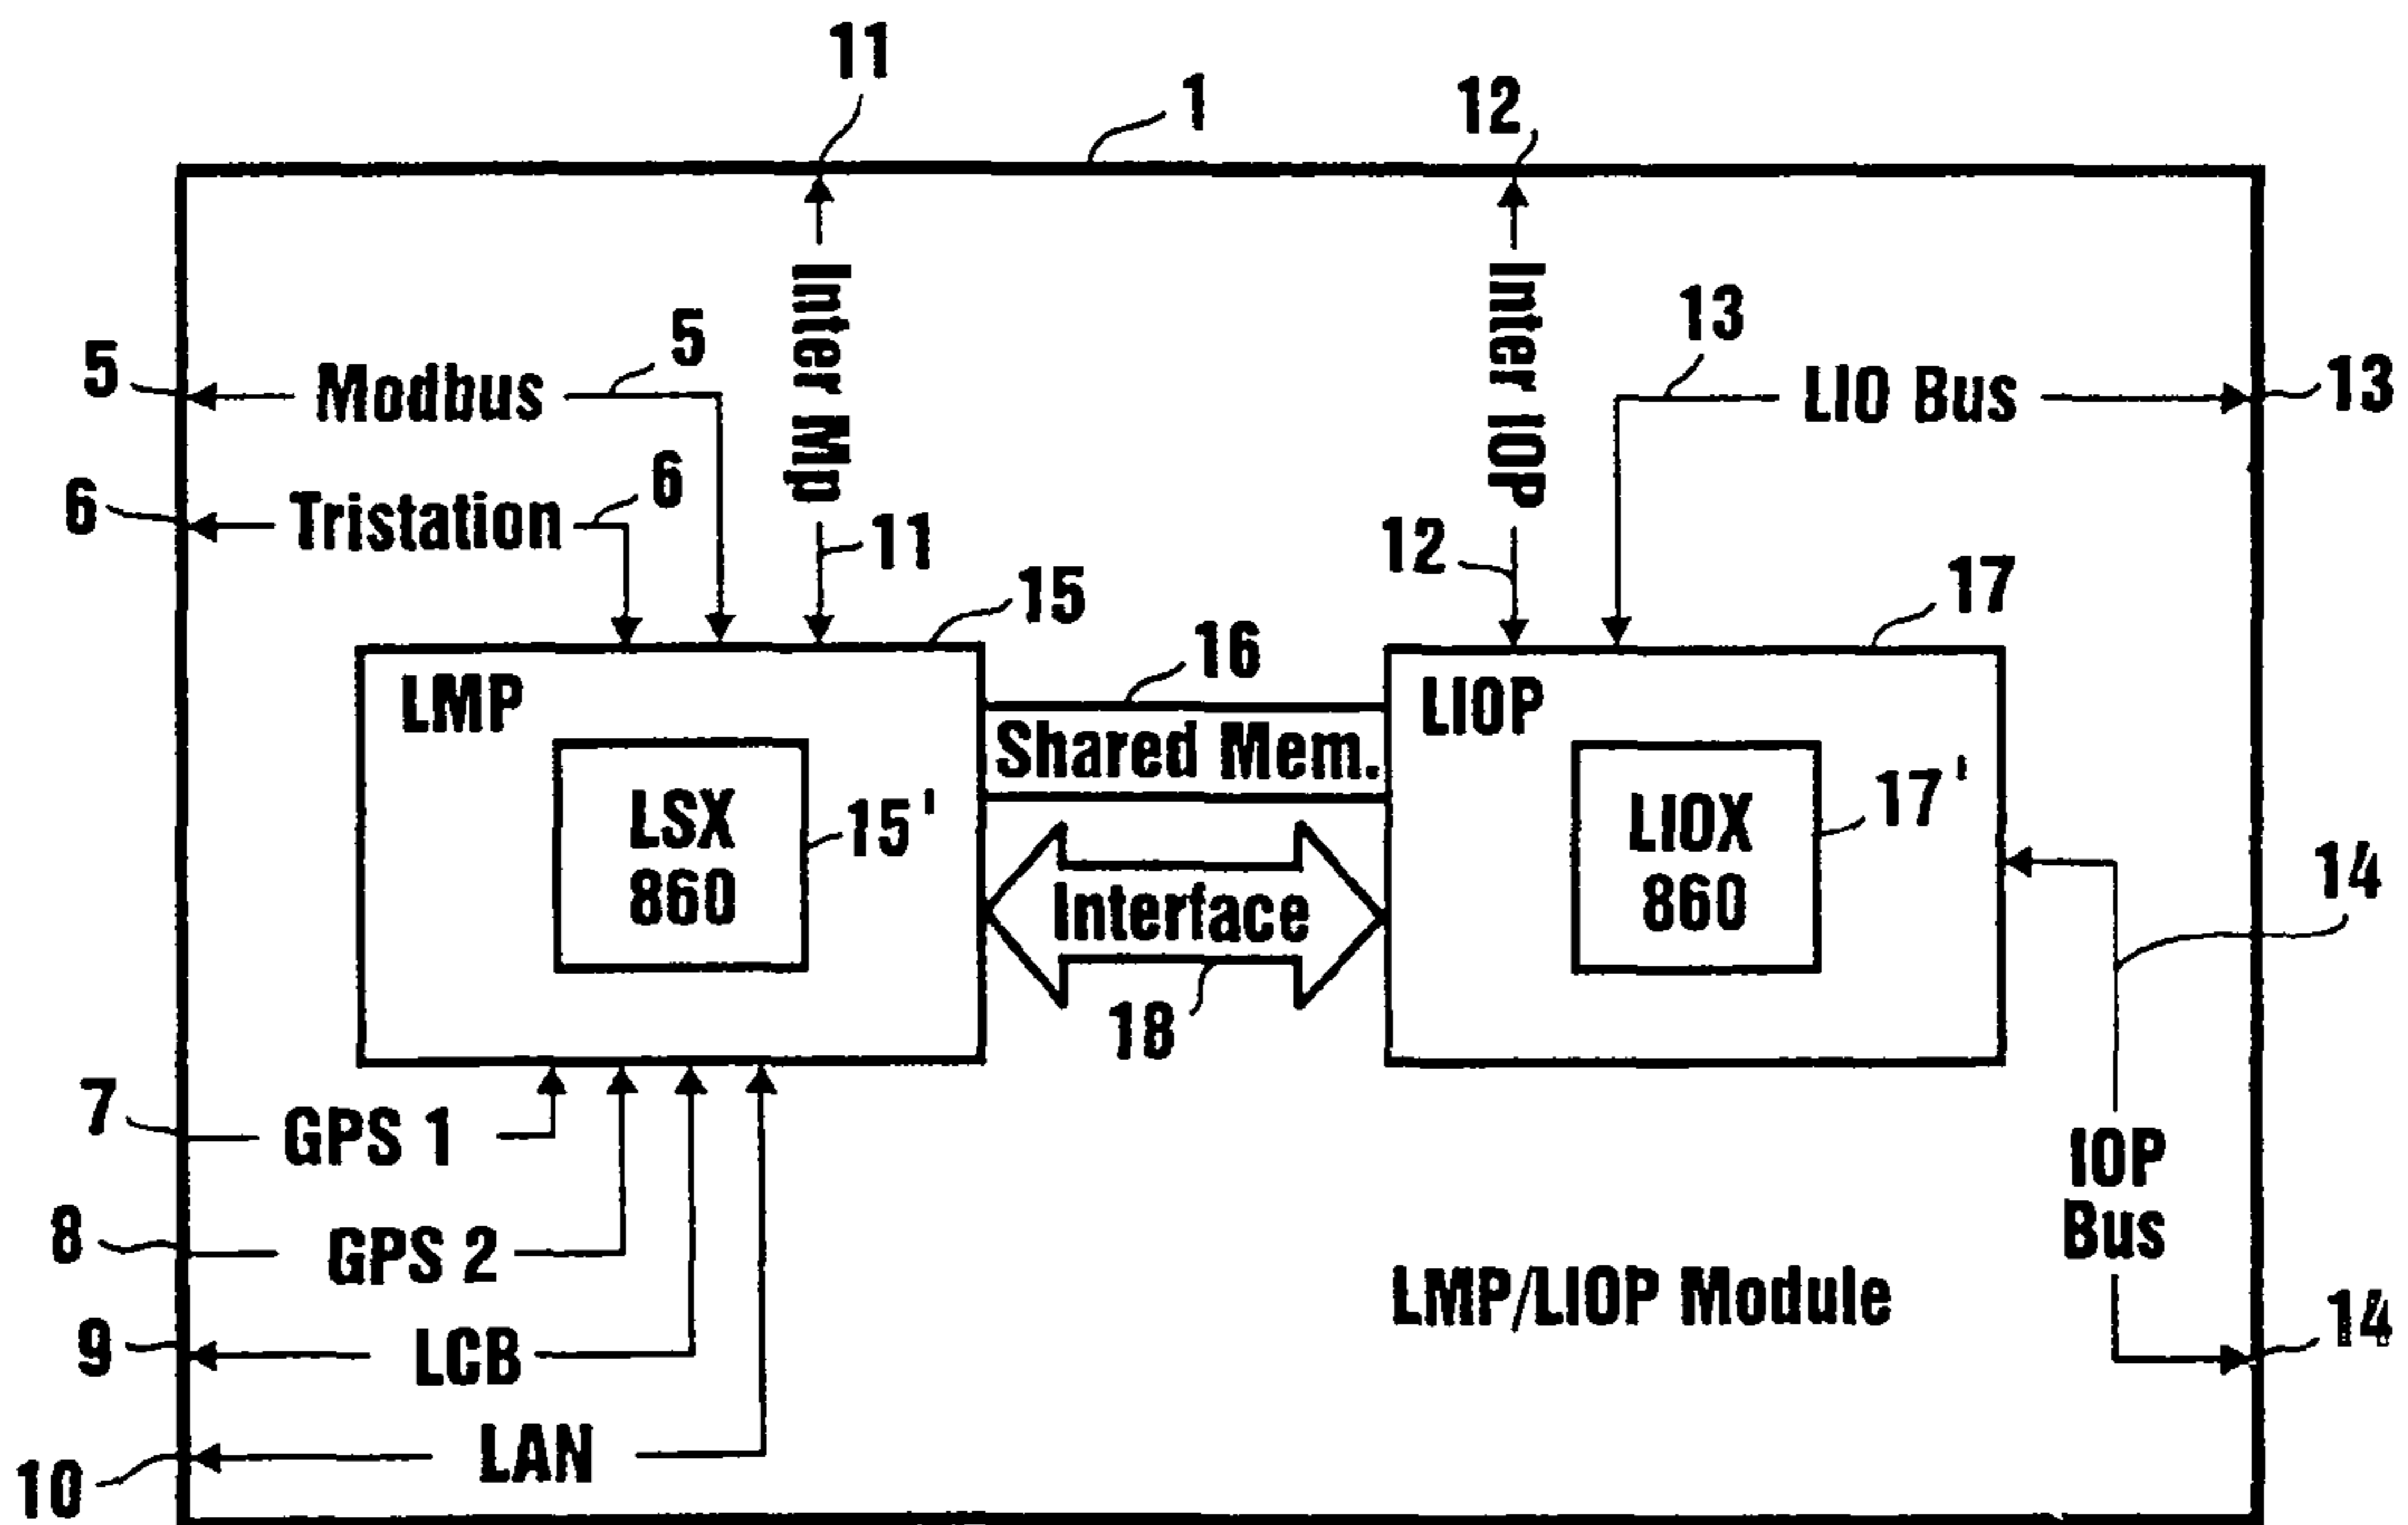 11
1
12
Inter Mp
Inter IOP
13
5
5
Modbus
LIO Bus
13
6
6
Tristation
11
12
15
17
16
LMP
Shared Mem.
LIOP
LSX
860
15'
LIOX
860
17'
Interface
14
18
7
GPS 1
IOP
Bus
8
GPS 2
LMP/LIOP Module
9
LCB
14
10
LAN